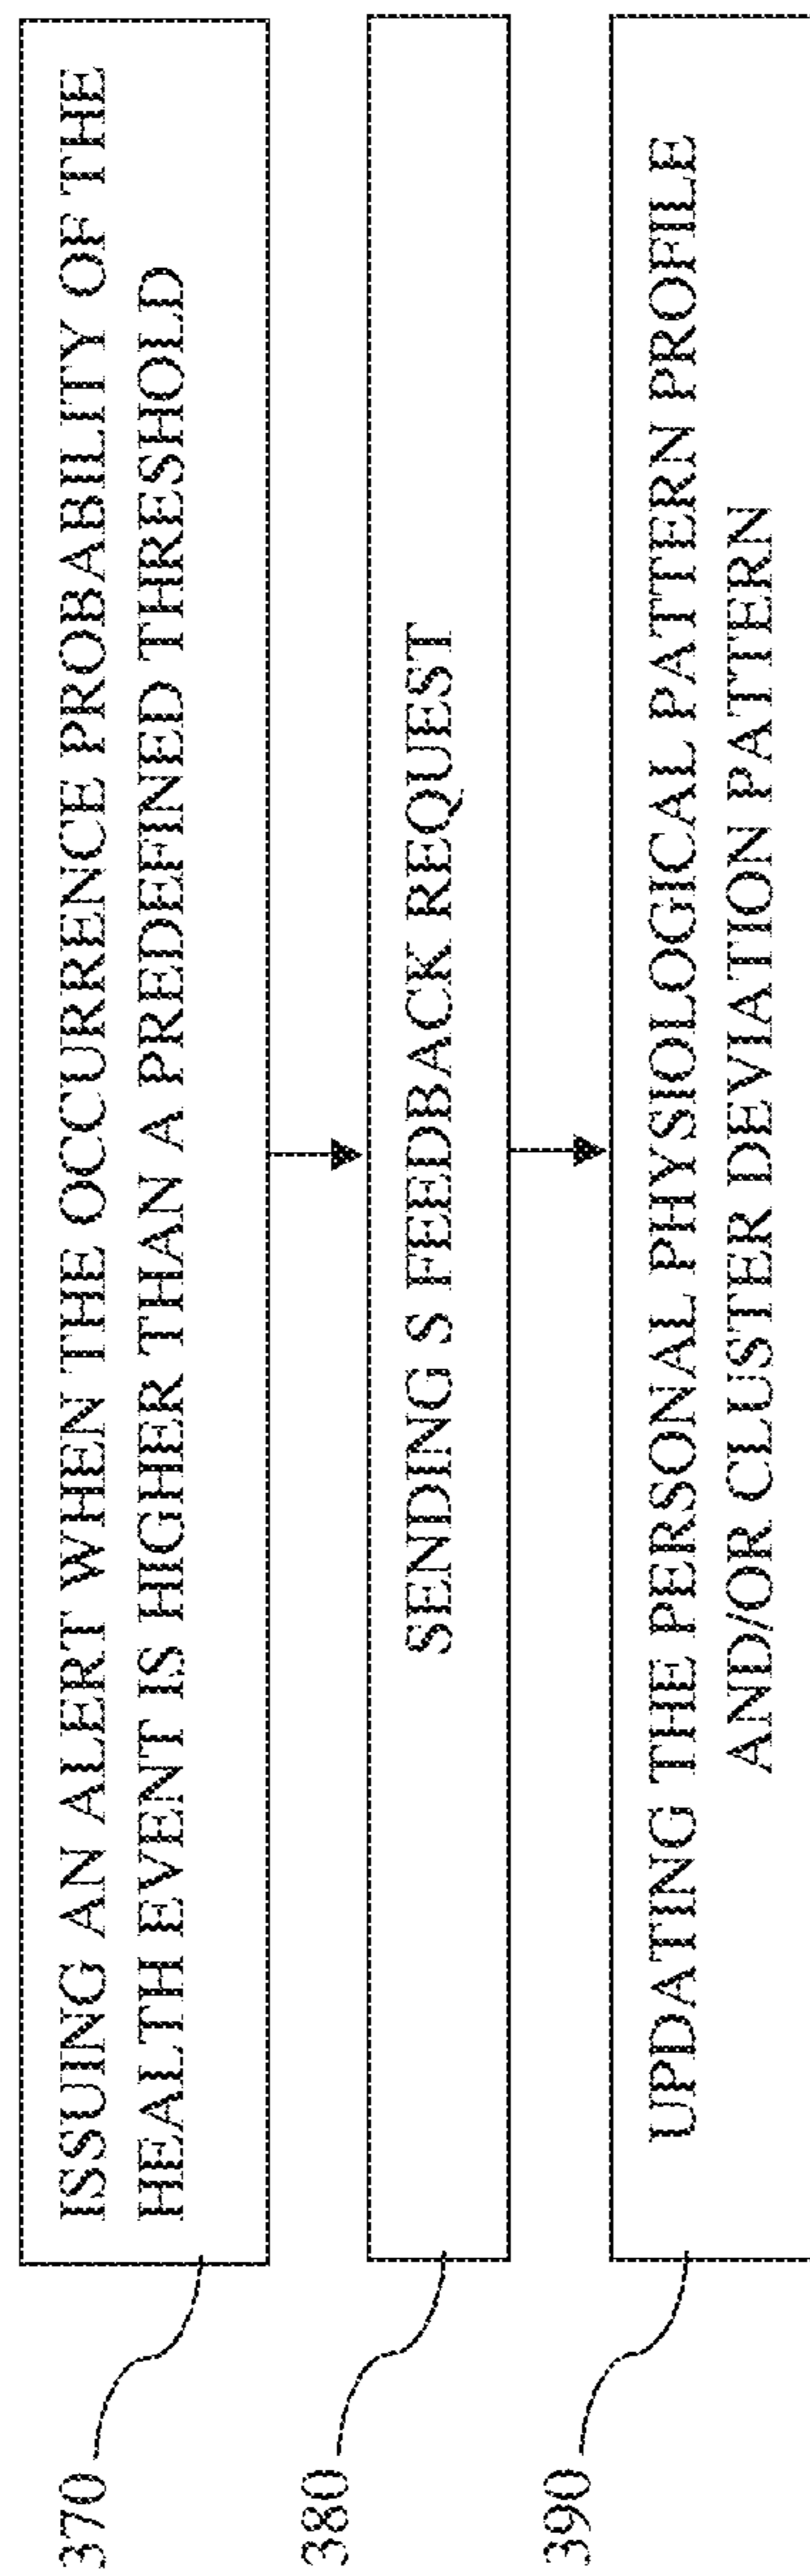 370
ISSUING AN ALERT WHEN THE OCCURRENCE PROBABILITY OF THE
HEALTH EVENT IS HIGHER THAN A PREDEFINED THRESHOLD
380
SENDING S FEEDBACK REQUEST
390
UPDATING THE PERSONAL PHYSIOLOGICAL PATTERN PROFILE
AND/OR CLUSTER DEVIATION PATTERN